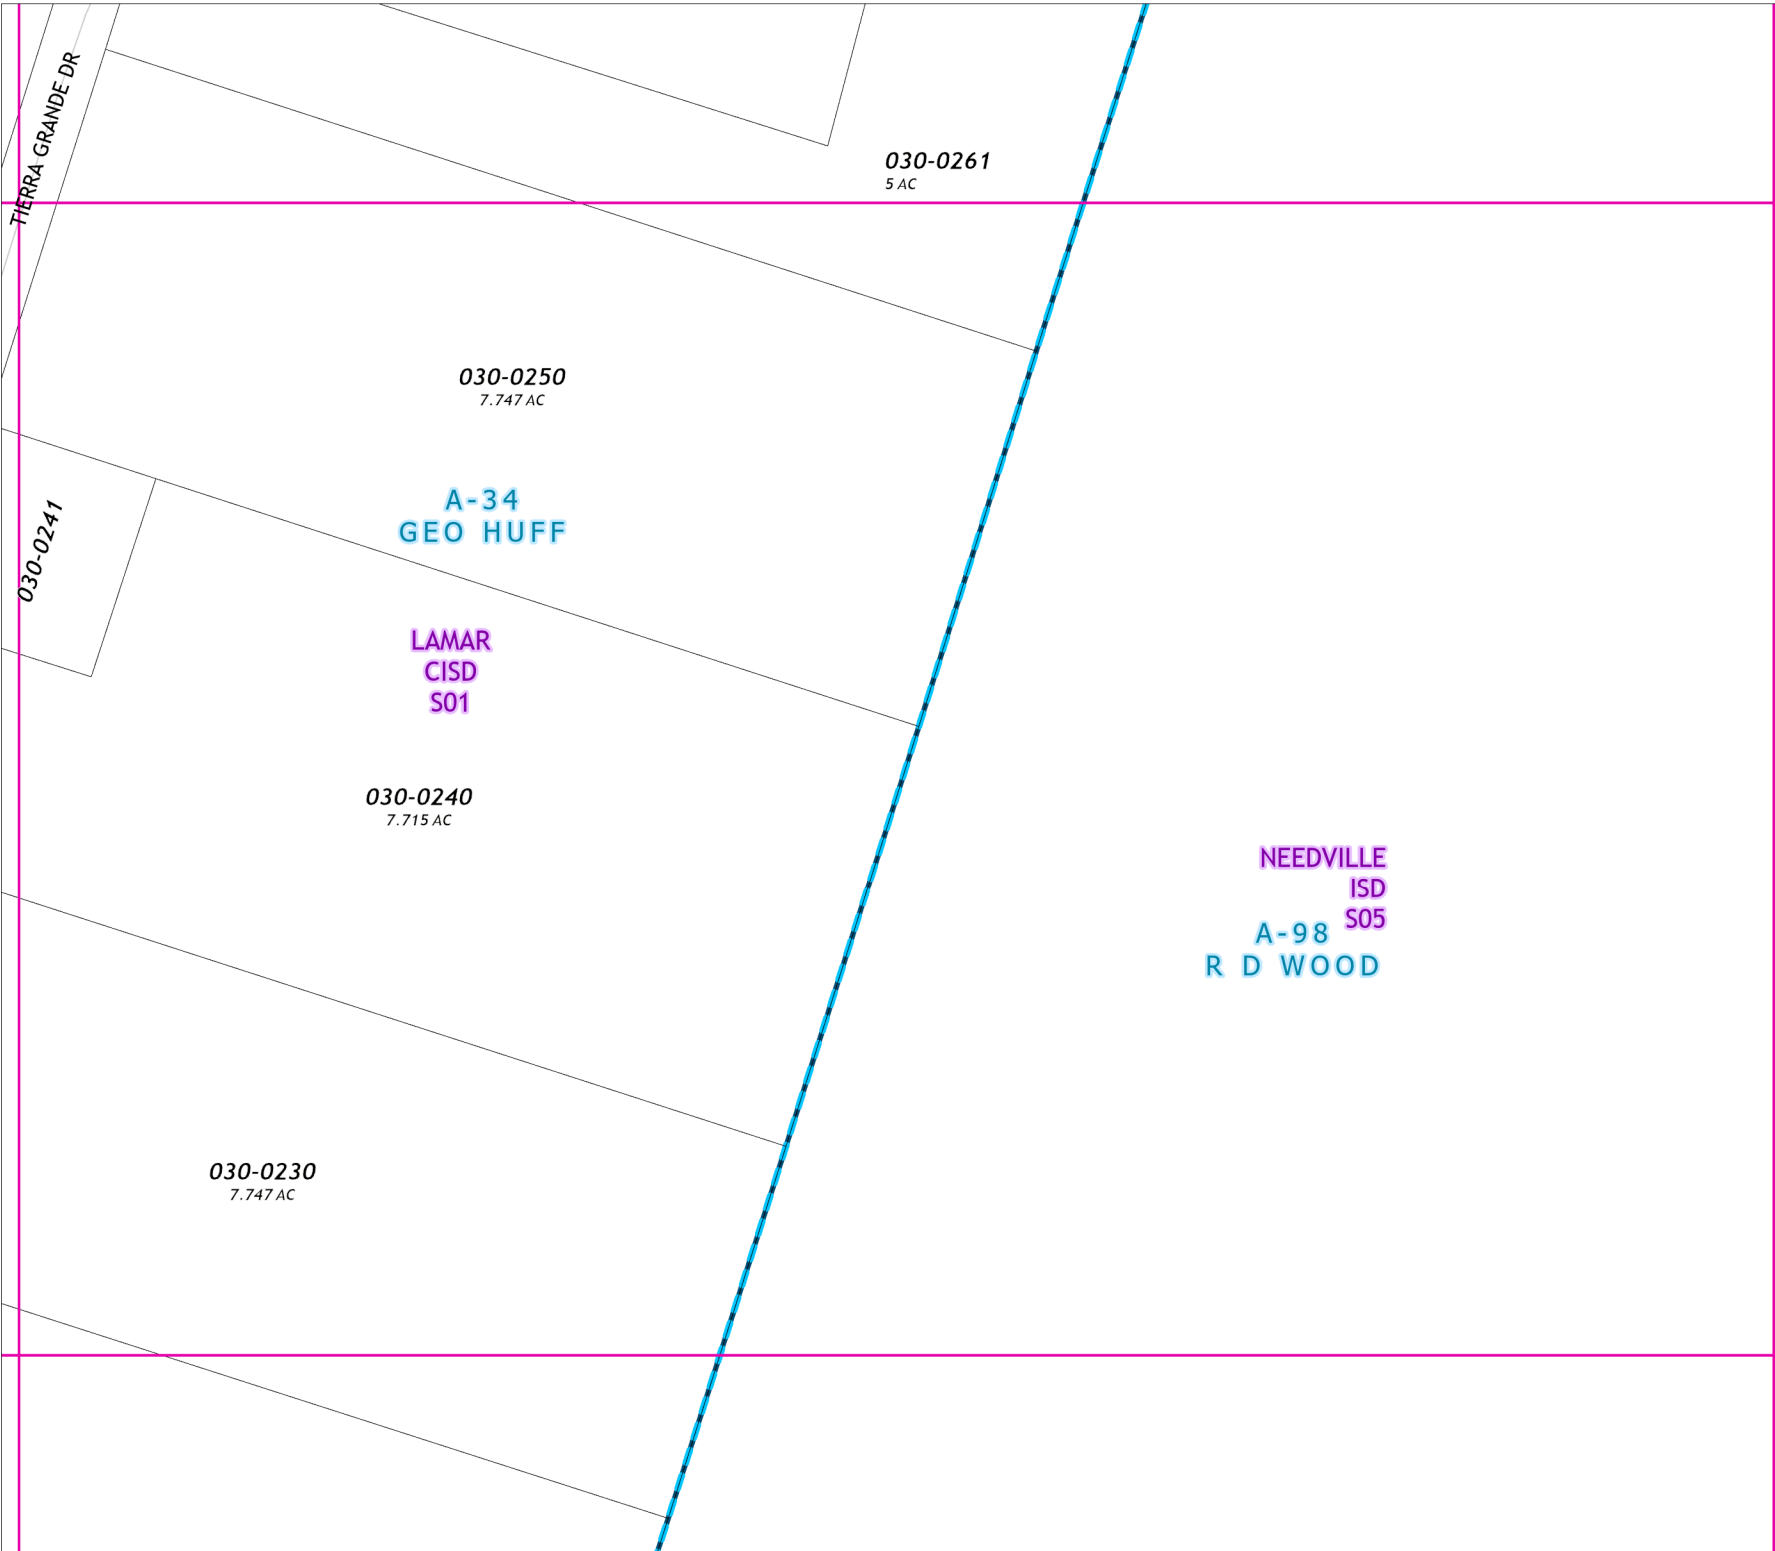 TIERRA GRANDE DR
030-0261
5 AC
030-0250
7.747 AC
A-34
GEO HUFF
030-0241
LAMAR
CISD
S01
030-0240
7.715 AC
NEEDVILLE
ISD
S05
A-98
R D WOOD
030-0230
7.747 AC